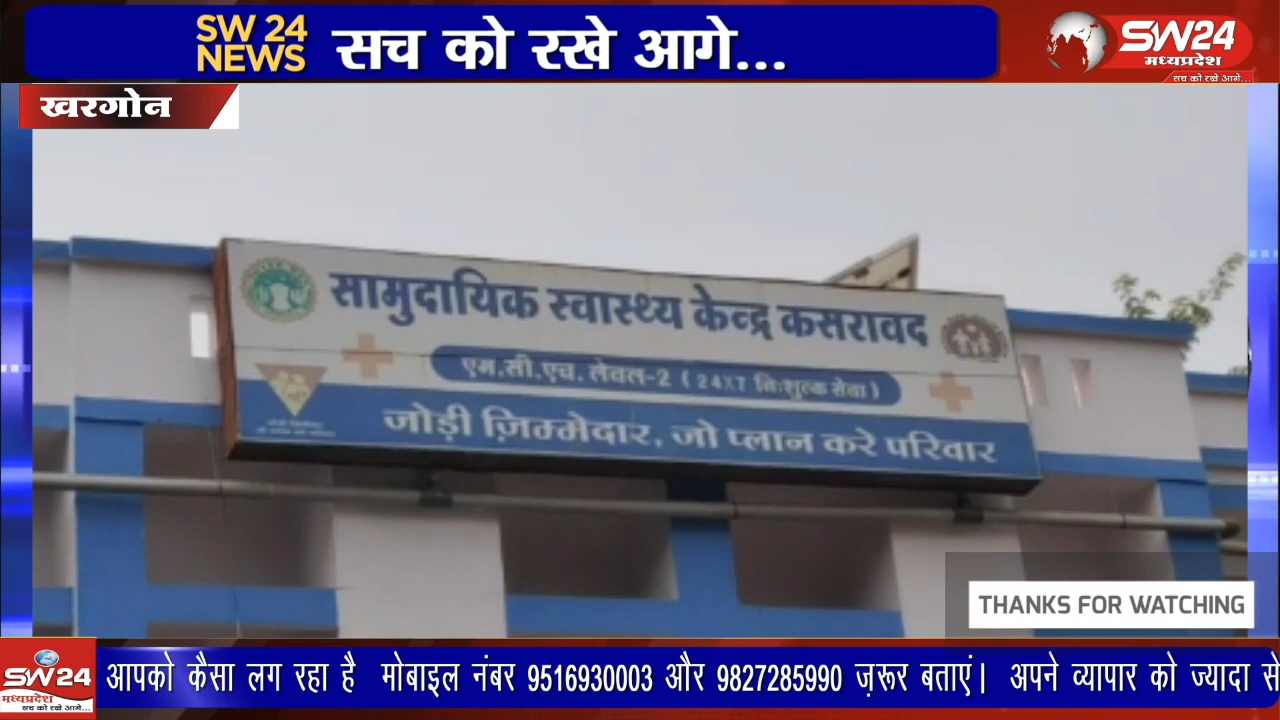 SW 24
NEWS
सच को रखे आगे...
SW24
मध्यप्रदेश
सच को रखे आगे...
खरगोन
सामुदायिक स्वास्थ्य केन्द्र कसरावद
एम.सी.एच. लेवल-2 ( 24X7 निःशुल्क सेवा )
जोड़ी ज़िम्मेदार, जो प्लान करे परिवार
THANKS FOR WATCHING
SW24
मध्यप्रदेश
सच को रखे आगे...
आपको कैसा लग रहा है मोबाइल नंबर 9516930003 और 9827285990 ज़रूर बताएं। अपने व्यापार को ज्यादा से